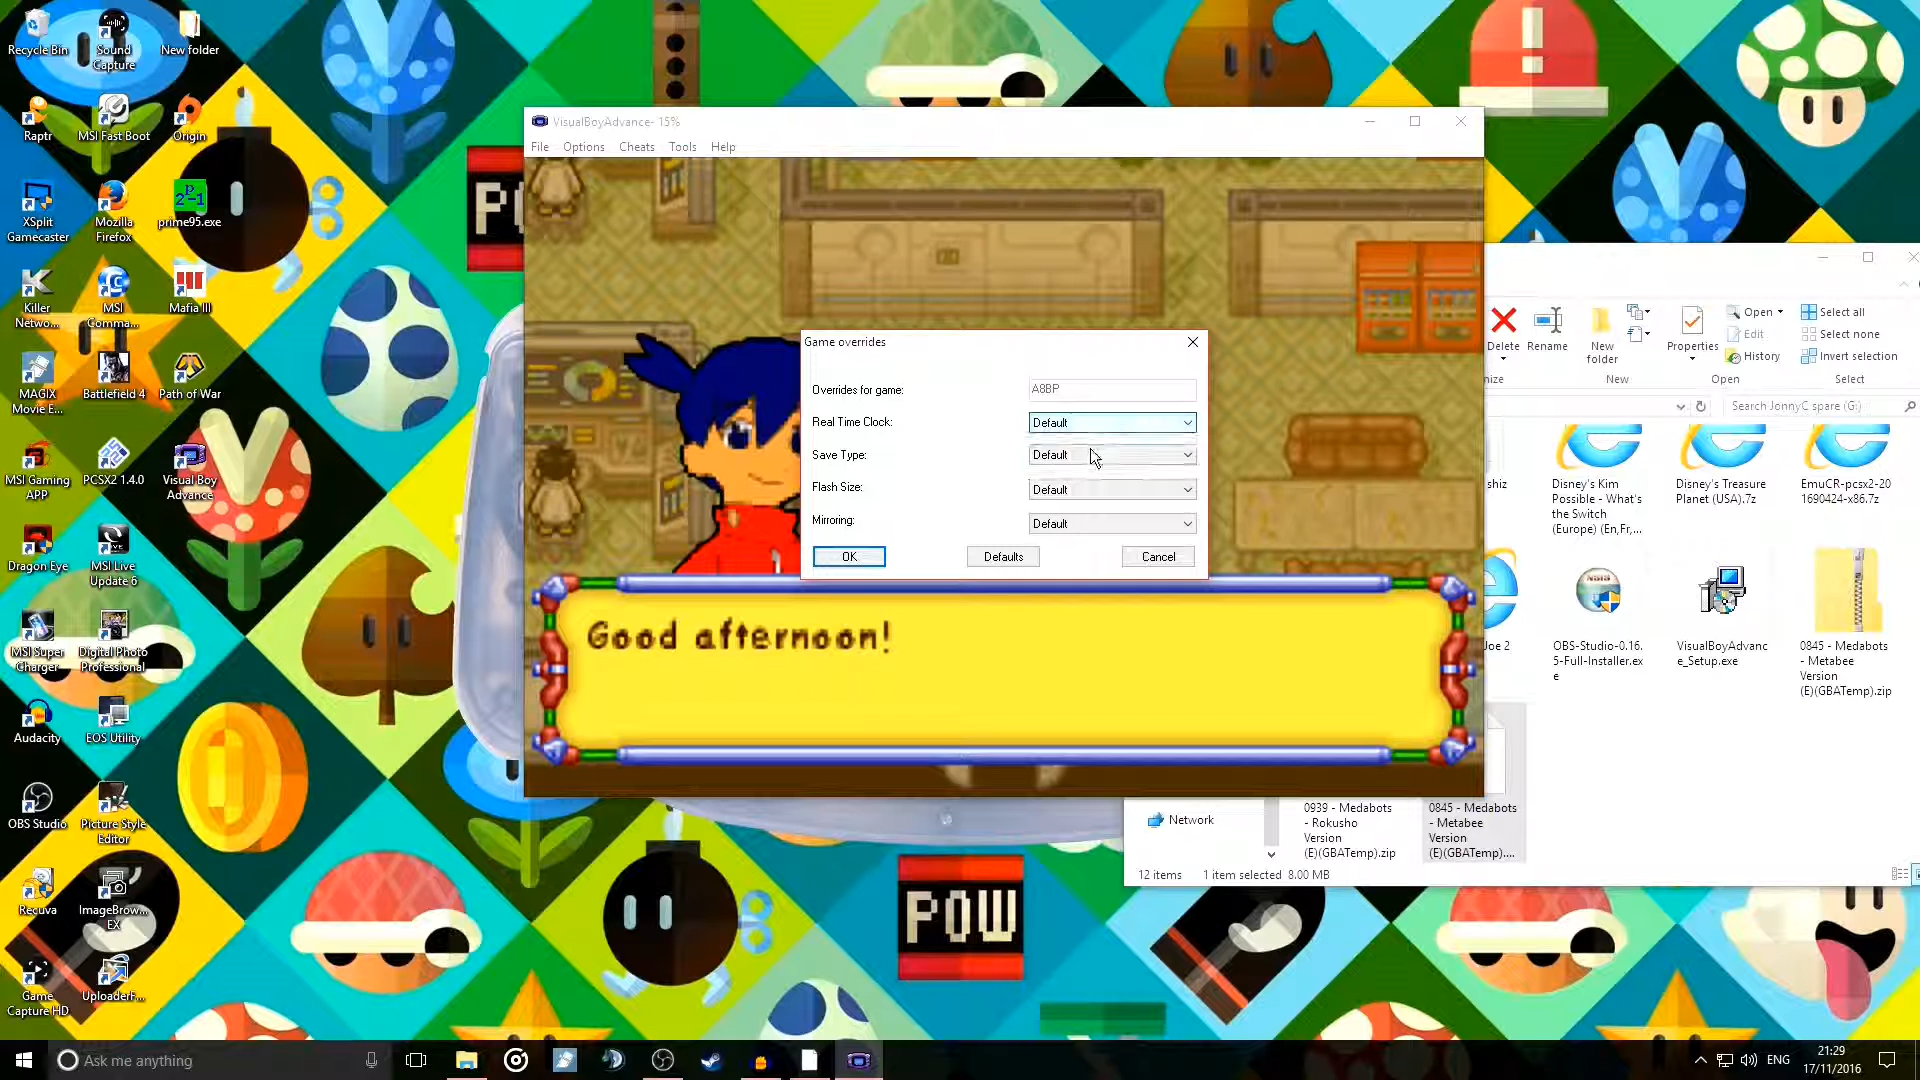 Recycle Bin
Sound
Capture
New folder
Raptr
MSI Fast Boot
Origin
XSplit
Gamecaster
Mozilla
Firefox
prime95.exe
Killer
Netwo...
MSI
Comma...
Mafia III
MAGIX
Movie E...
Battlefield 4
Path of War
MSI Gaming
APP
PCSX2 1.4.0
Visual Boy
Advance
Dragon Eye
MSI Live
Update 6
MSI Super
Charger
Digital Photo
Professional
Audacity
EOS Utility
OBS Studio
Picture Style
Editor
Recuva
ImageBrow...
EX
Game
Capture HD
UploaderF...
VisualBoyAdvance- 15%
File Options Cheats Tools Help
Game overrides
Overrides for game: A8BP
Real Time Clock: Default
Save Type: Default
Flash Size: Default
Mirroring: Default
OK Defaults Cancel
Good afternoon!
Delete
Rename
New
folder
Properties
Open
Edit
History
Select all
Select none
Invert selection
nize New Open Select
Search JonnyC spare (G:)
shiz
Disney's Kim
Possible - What's
the Switch
(Europe) (En,Fr,...
Disney's Treasure
Planet (USA).7z
EmuCR-pcsx2-20
1690424-x86.7z
Joe 2
OBS-Studio-0.16.
5-Full-Installer.ex
e
VisualBoyAdvanc
e_Setup.exe
0845 - Medabots
- Metabee
Version
(E)(GBATemp).zip
Network
0939 - Medabots
- Rokusho
Version
(E)(GBATemp).zip
0845 - Medabots
- Metabee
Version
(E)(GBATemp)....
12 items 1 item selected 8.00 MB
POW
Ask me anything
ENG
21:29
17/11/2016